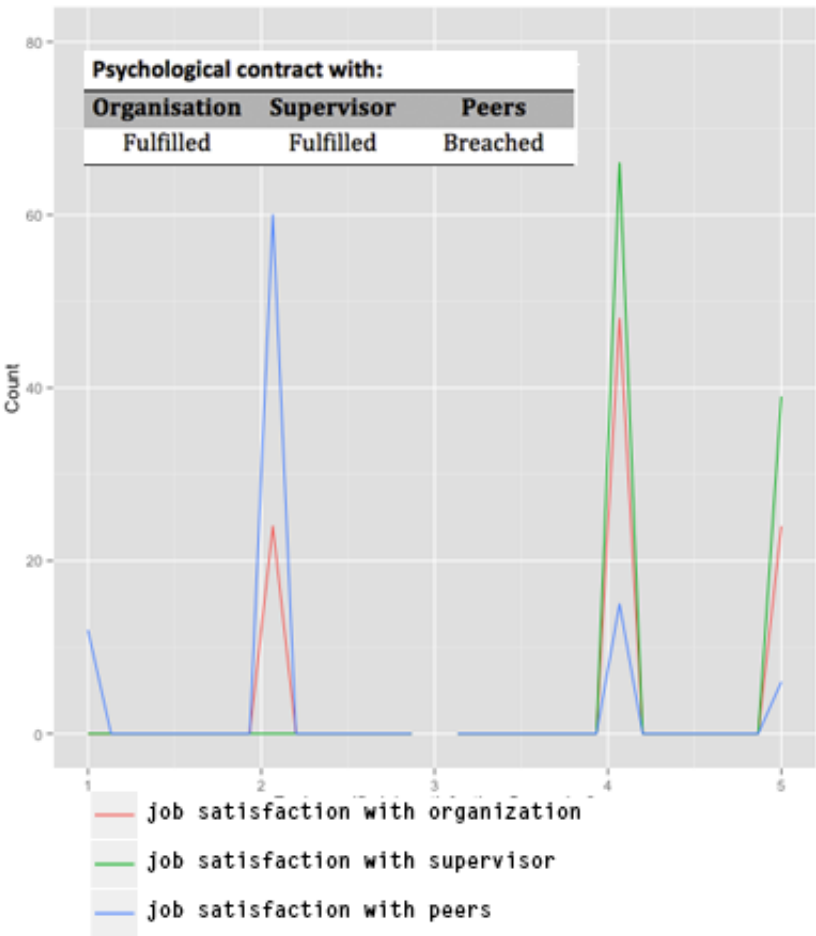 80
Psychological contract with:
Organisation Supervisor Peers
Fulfilled Fulfilled Breached
60
Count
40
20
0
1 2 3 4 5
job satisfaction with organization
job satisfaction with supervisor
job satisfaction with peers